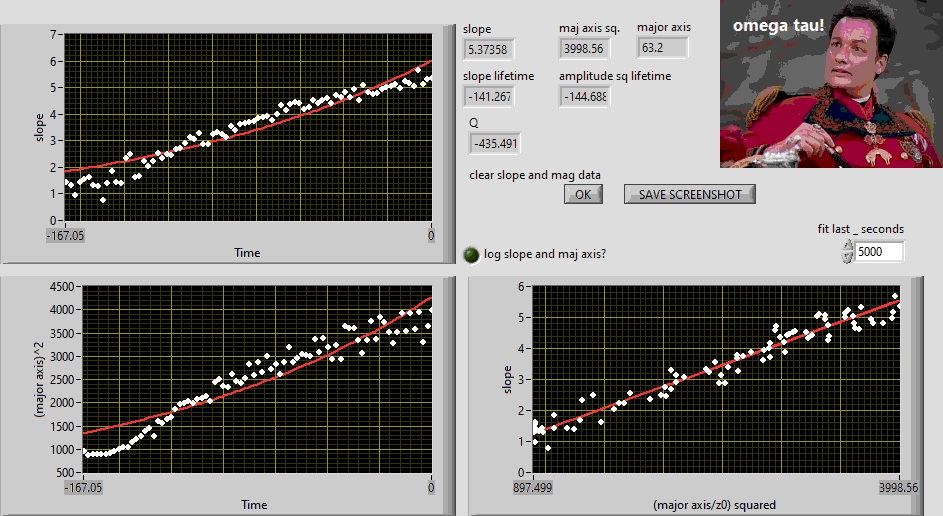 omega tau!
slope
maj axis sq.
major axis
5.37358
3998.56
63.2
slope lifetime
amplitude sq lifetime
-141.267
-144.688
Q
-435.491
clear slope and mag data
OK
SAVE SCREENSHOT
fit last _ seconds
5000
log slope and maj axis?
7
6
5
4
3
2
1
0
slope
-167.05
0
Time
4500
4000
3500
3000
2500
2000
1500
1000
500
(major axis)^2
-167.05
0
Time
6
5
4
3
2
1
0
slope
897.499
3998.56
(major axis/z0) squared